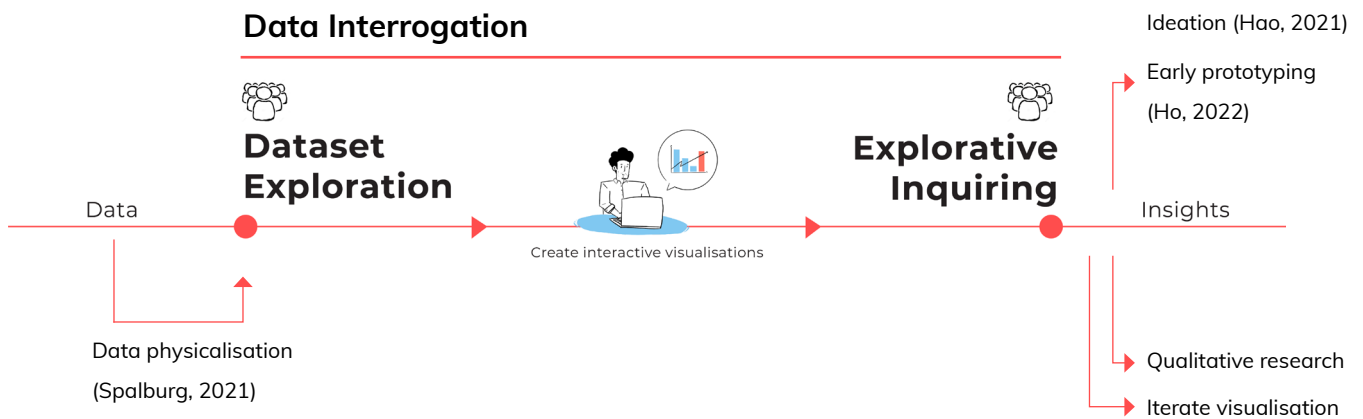 Data Interrogation
Ideation (Hao, 2021)
Early prototyping
(Ho, 2022)
Dataset
Exploration
Explorative
Inquiring
Data
Insights
Create interactive visualisations
Data physicalisation
(Spalburg, 2021)
Qualitative research
Iterate visualisation